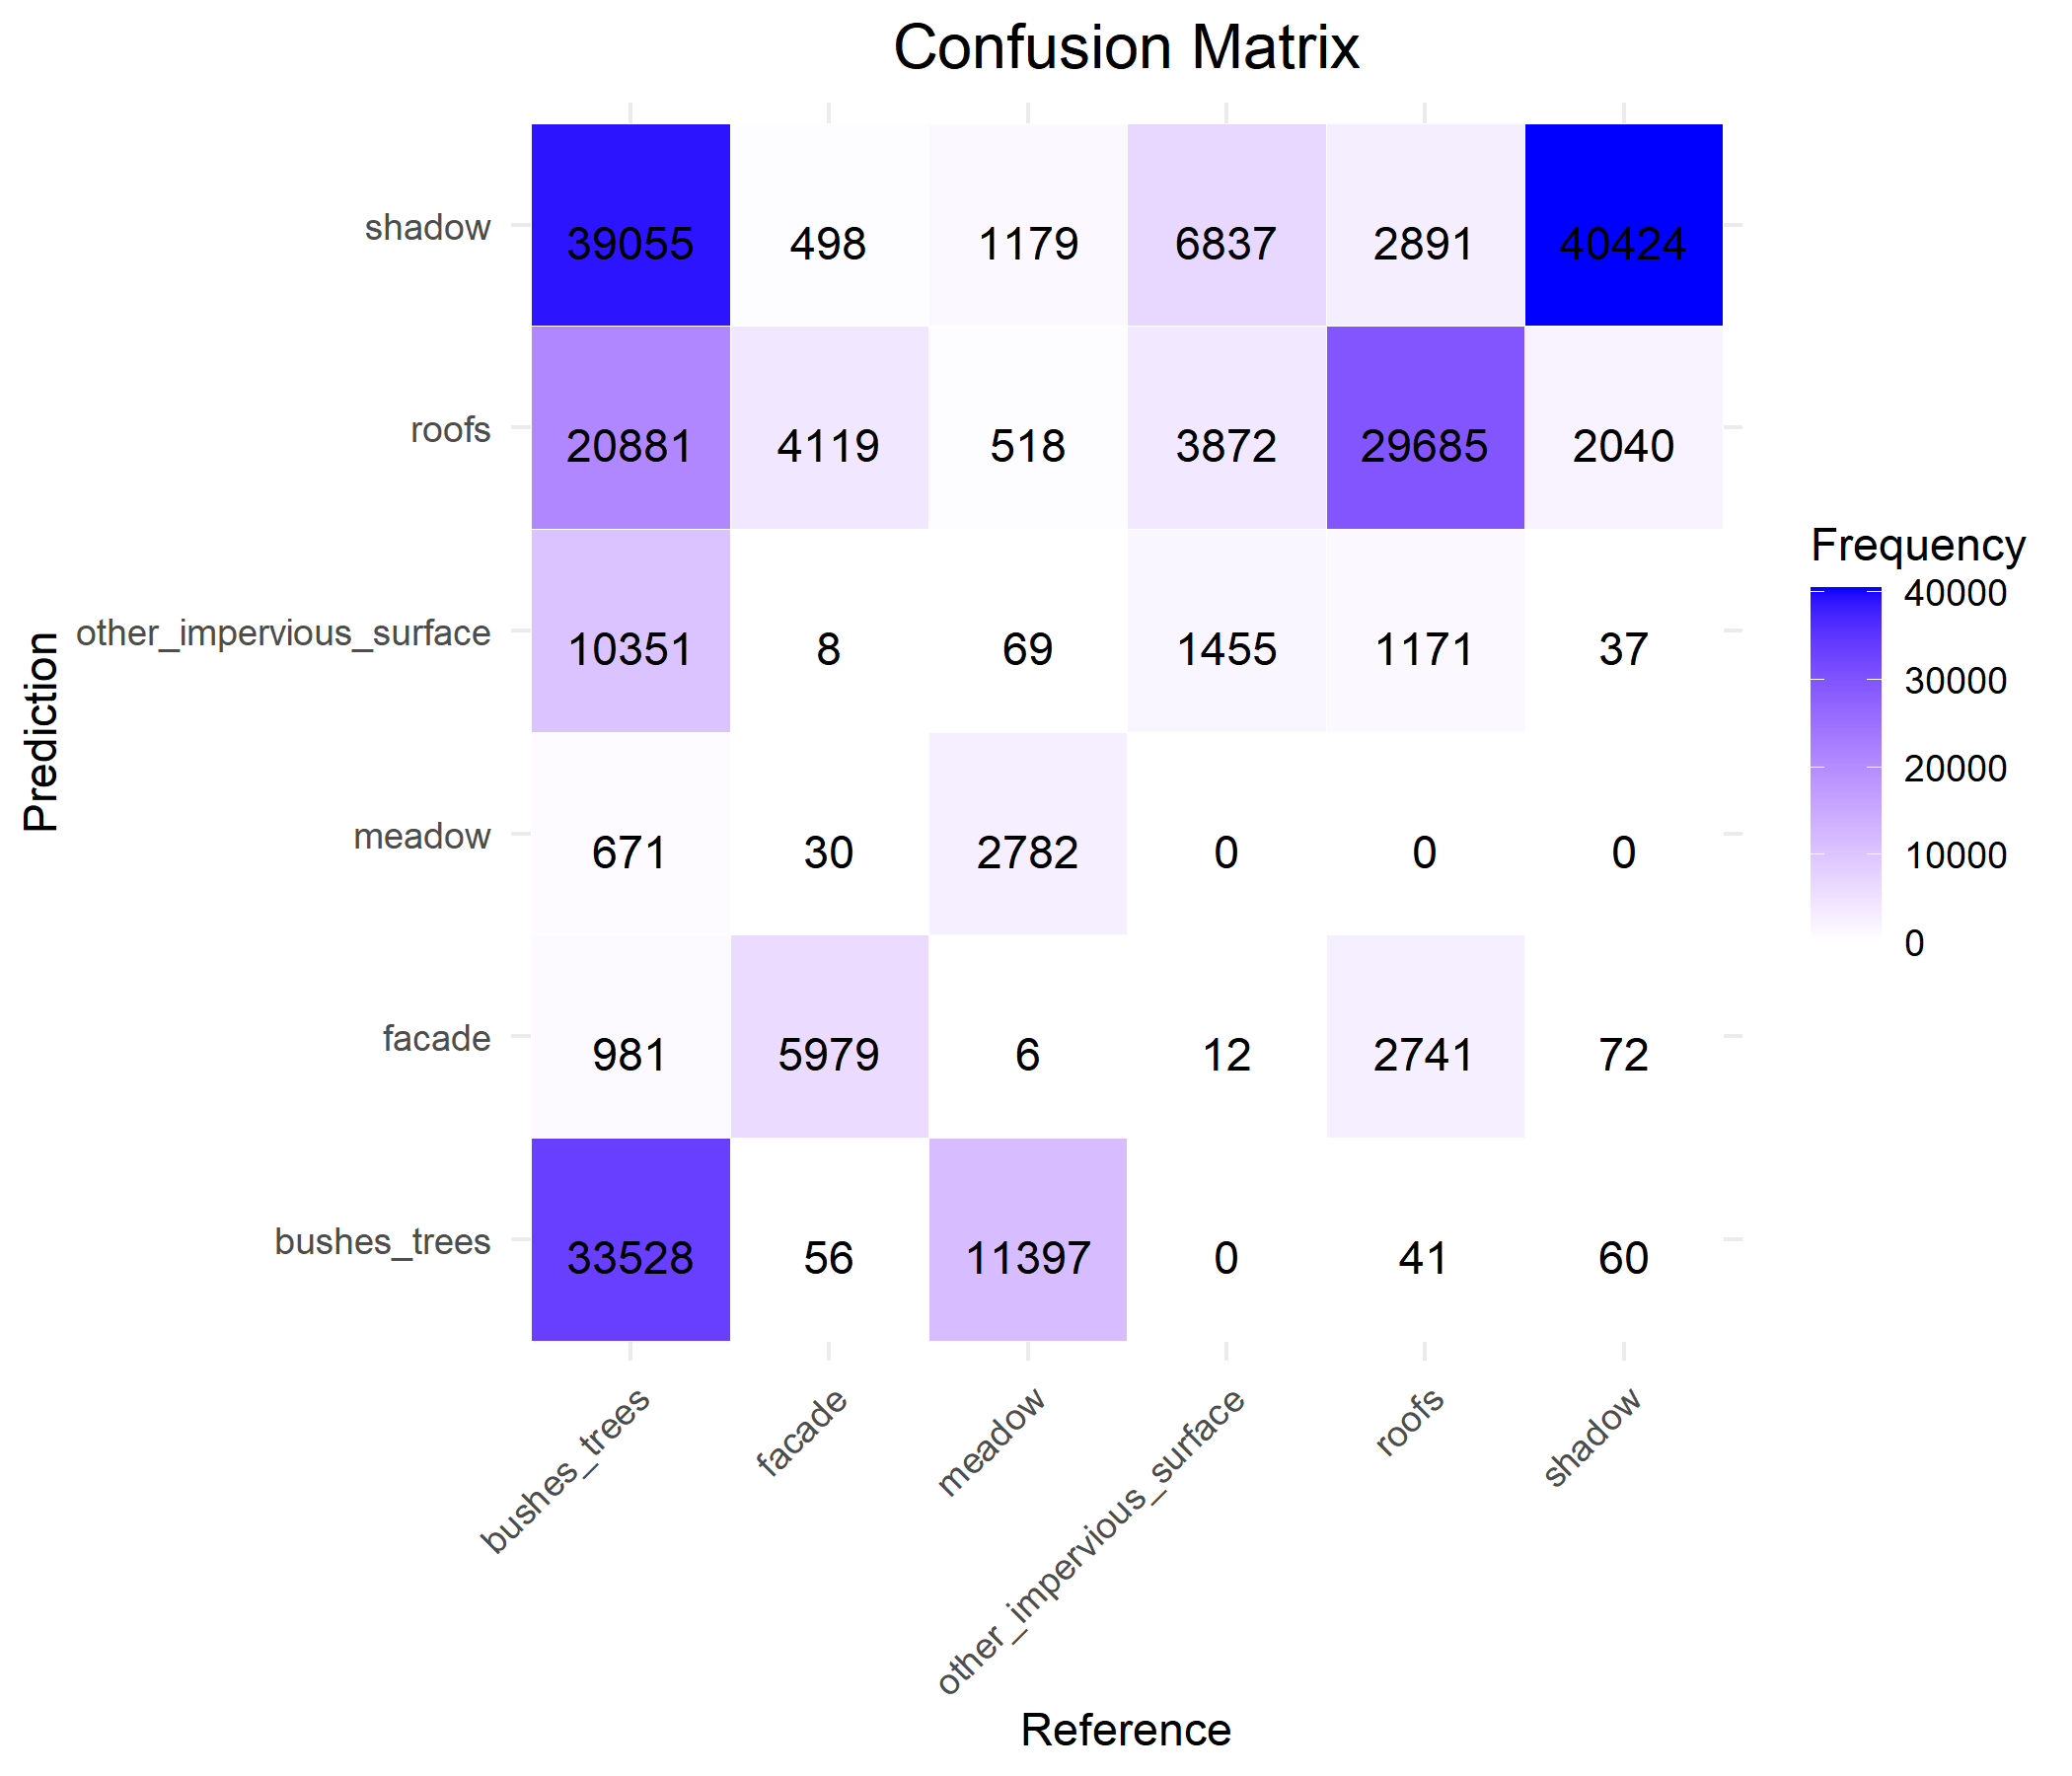 Confusion Matrix
Prediction
shadow
39055 498 1179 6837 2891 40424
roofs
20881 4119 518 3872 29685 2040
other_impervious_surface
10351 8 69 1455 1171 37
meadow
671 30 2782 0 0 0
facade
981 5979 6 12 2741 72
bushes_trees
33528 56 11397 0 41 60
bushes_trees
facade
meadow
other_impervious_surface
roofs
shadow
Reference
Frequency
40000
30000
20000
10000
0